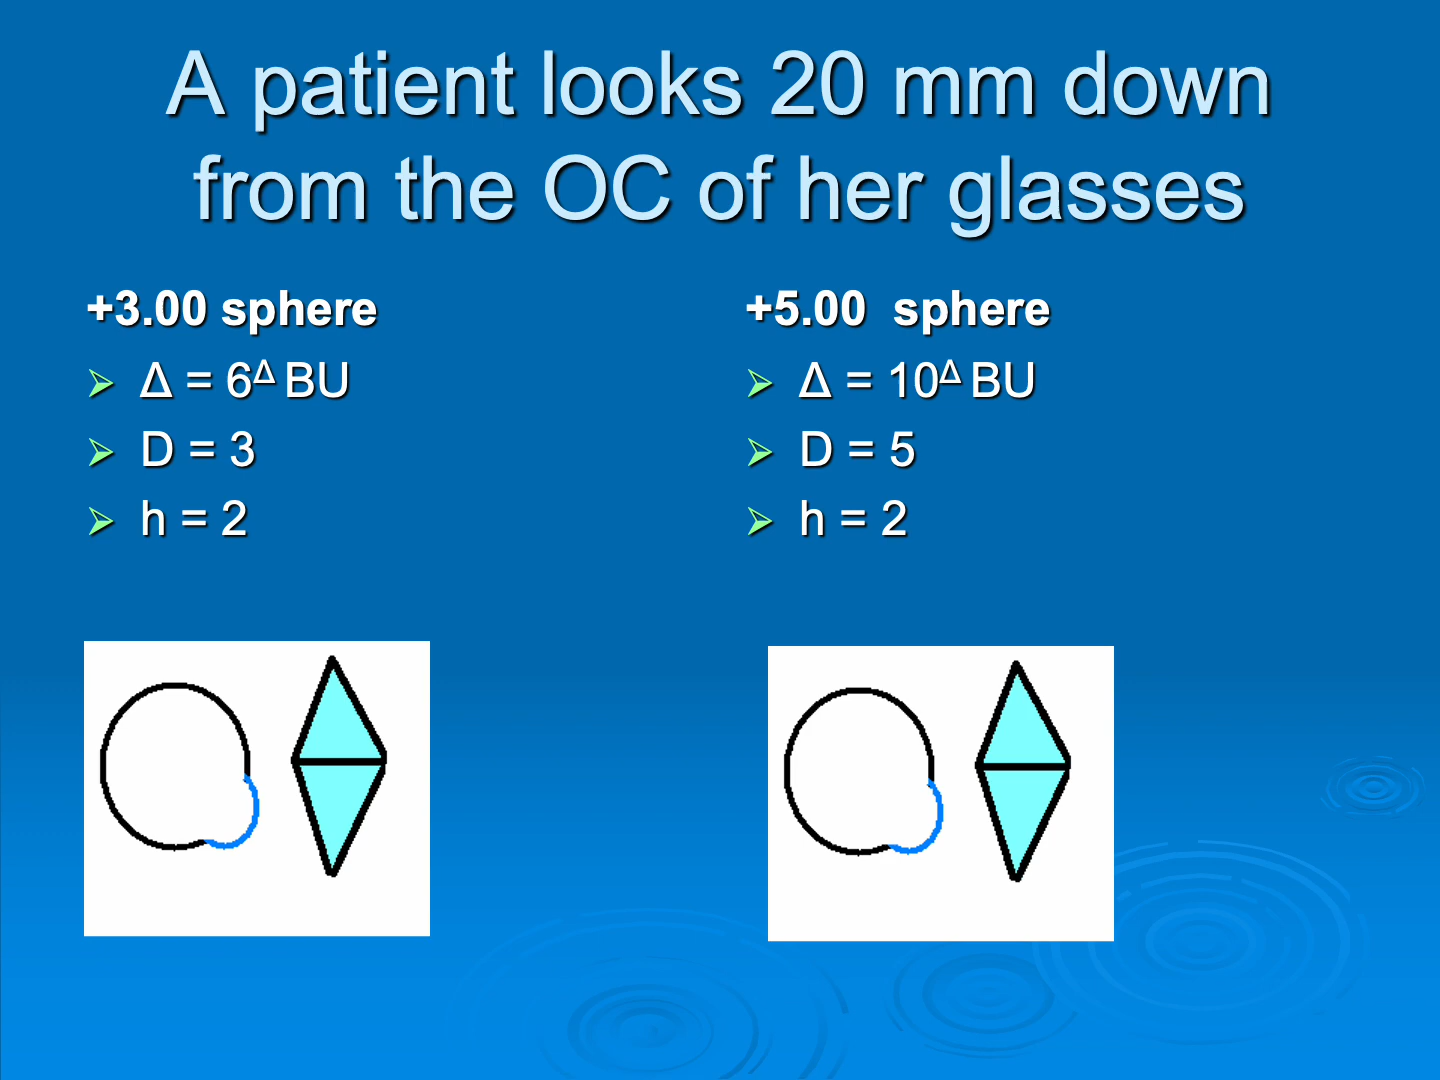 A patient looks 20 mm down
from the OC of her glasses
+3.00 sphere
Δ = 6Δ BU
D = 3
h = 2
+5.00  sphere
Δ = 10Δ BU
D = 5
h = 2